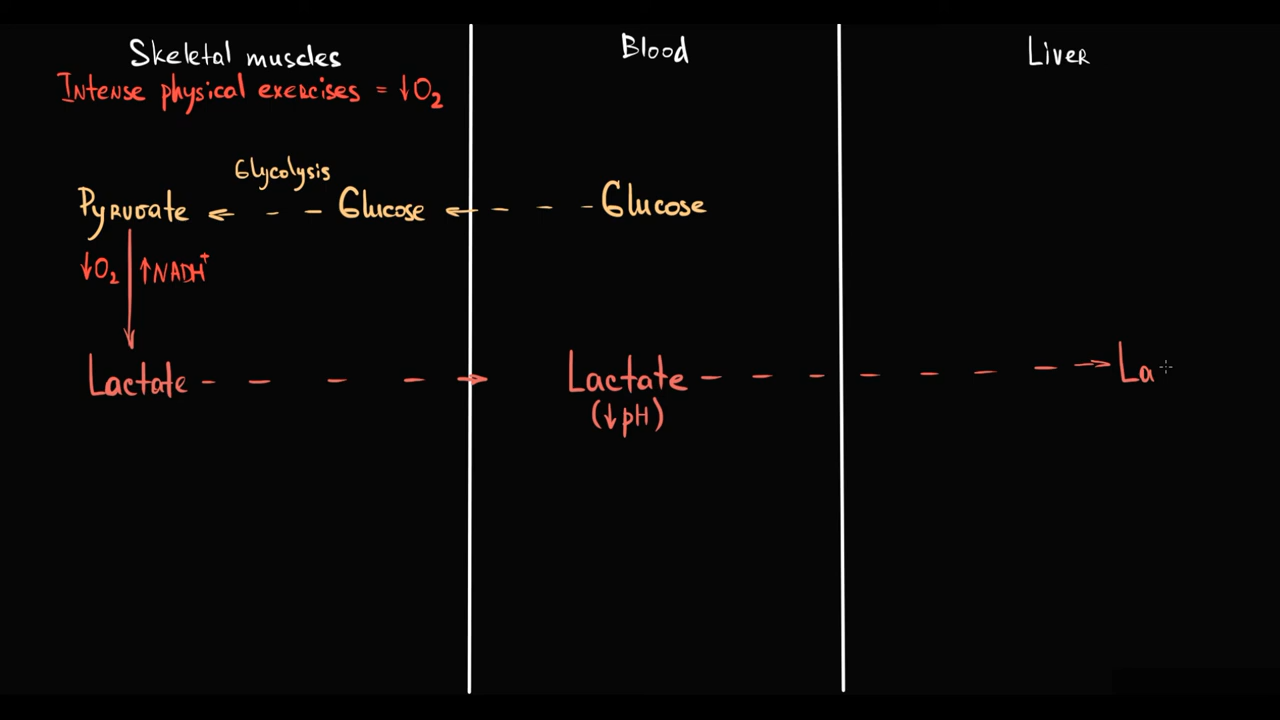 Skeletal muscles
Intense physical exercises = ↓O₂
Blood
Liver
Glycolysis
Pyruvate ← - - Glucose ← - - - Glucose
↓O₂ ↑NADH⁺
Lactate - - - - → Lactate - - - - - - - → La
(↓pH)